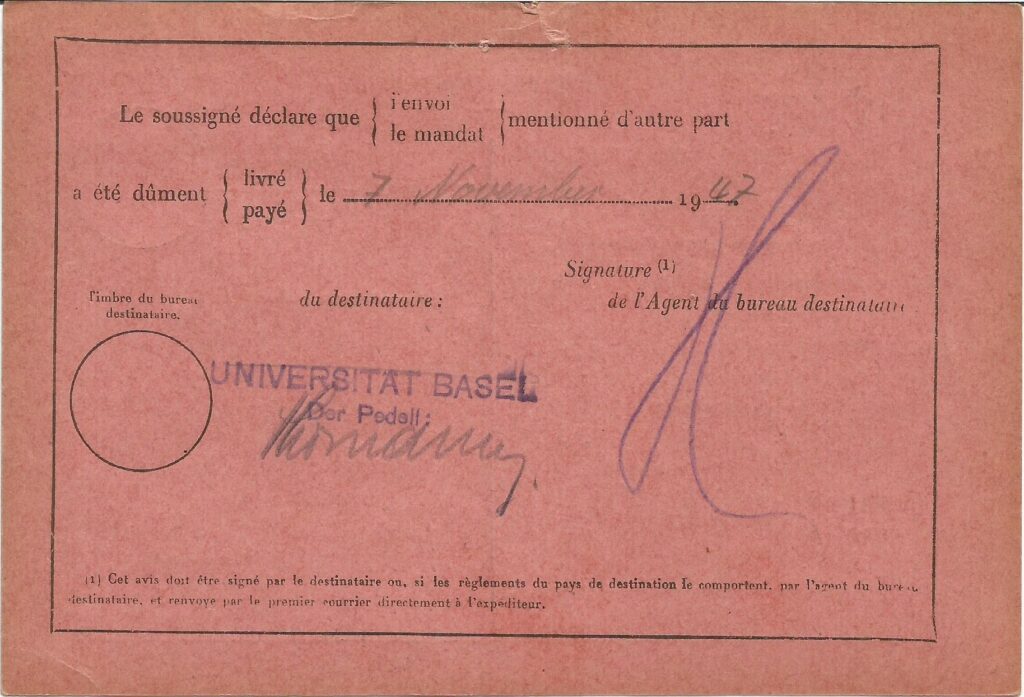 Le soussigné déclare que { l'envoi
le mandat } mentionné d'autre part
a été dûment { livré
payé } le 7 November 1947
Signature (1)
Timbre du bureau
destinataire.
du destinataire :
de l'Agent du bureau destinataire
UNIVERSITÄT BASEL
Der Pedell:
(1) Cet avis doit être signé par le destinataire ou, si les règlements du pays de destination le comportent, par l'agent du bureau
destinataire, et renvoyé par le premier courrier directement à l'expéditeur.